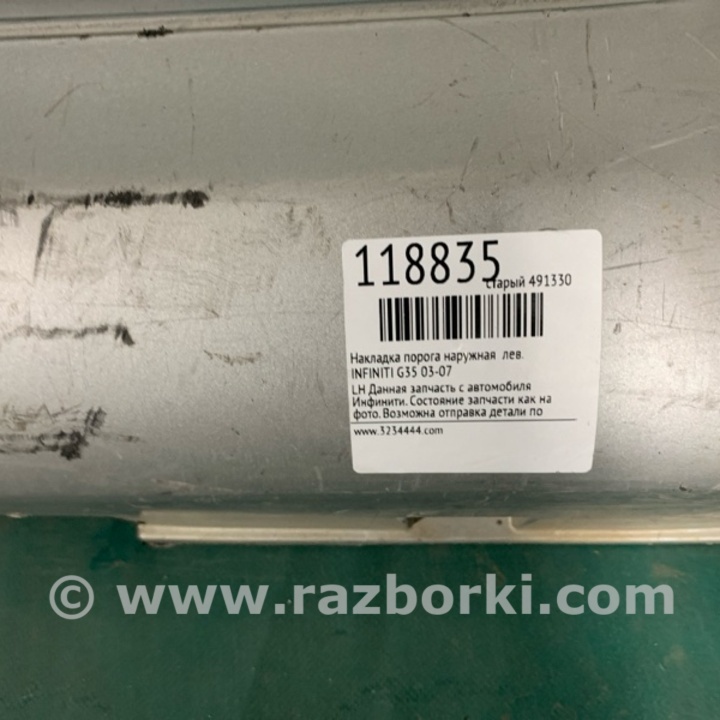 118835
старый 491330
Накладка порога наружная лев.
INFINITI G35 03-07
LH Данная запчасть с автомобиля
Инфинити. Состояние запчасти как на
фото. Возможна отправка детали по
www.3234444.com
© www.razborki.com